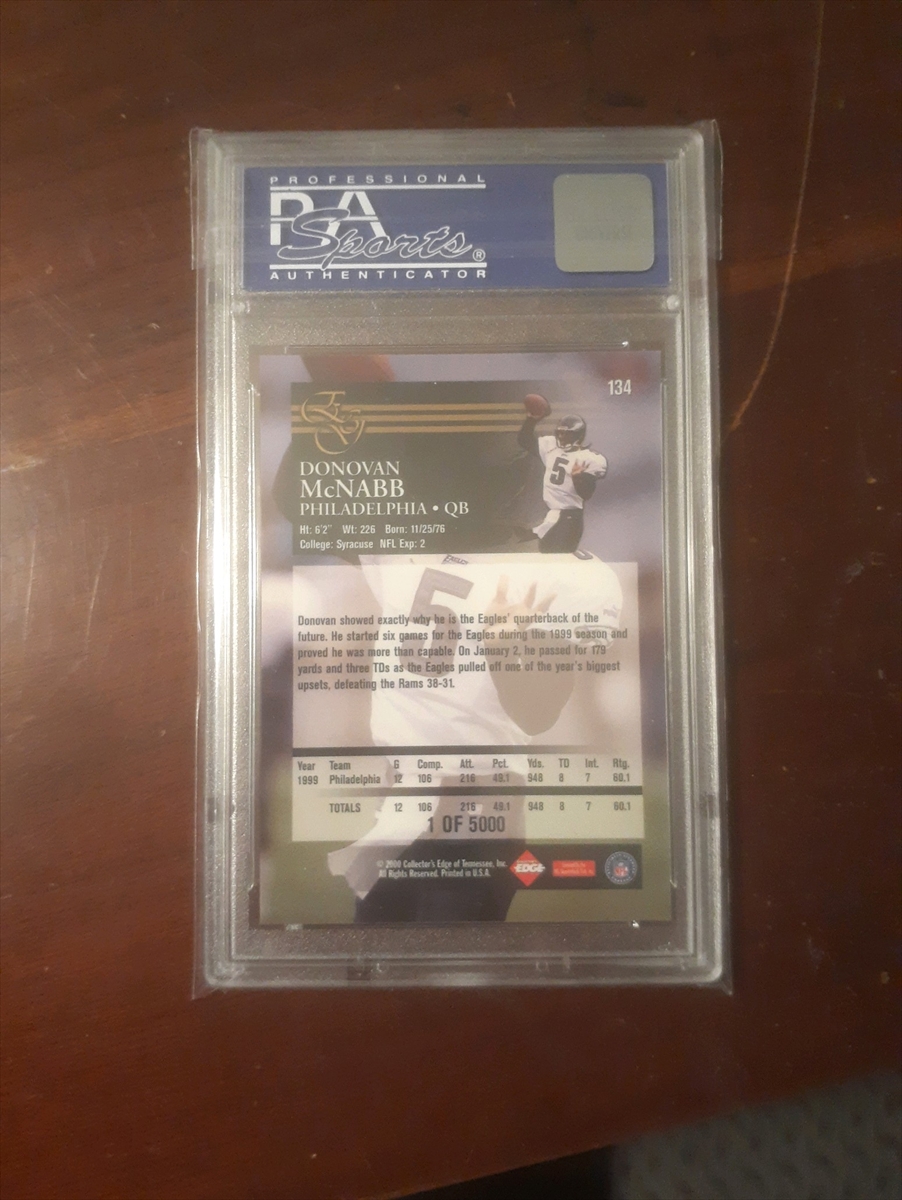 PROFESSIONAL
PSA
Sports®
AUTHENTICATOR
134
DONOVAN
McNABB
PHILADELPHIA • QB
Ht: 6'2" Wt: 226 Born: 11/25/76
College: Syracuse NFL Exp: 2
EAGLES
5
5
Donovan showed exactly why he is the Eagles' quarterback of the
future. He started six games for the Eagles during the 1999 season and
proved he was more than capable. On January 2, he passed for 179
yards and three TDs as the Eagles pulled off one of the year's biggest
upsets, defeating the Rams 38-31.
Year Team G Comp. Att. Pct. Yds. TD Int. Rtg.
1999 Philadelphia 12 106 216 49.1 948 8 7 60.1
TOTALS 12 106 216 49.1 948 8 7 60.1
1 OF 5000
© 2000 Collector's Edge of Tennessee, Inc.
All Rights Reserved. Printed in U.S.A.
EDGE
NFL